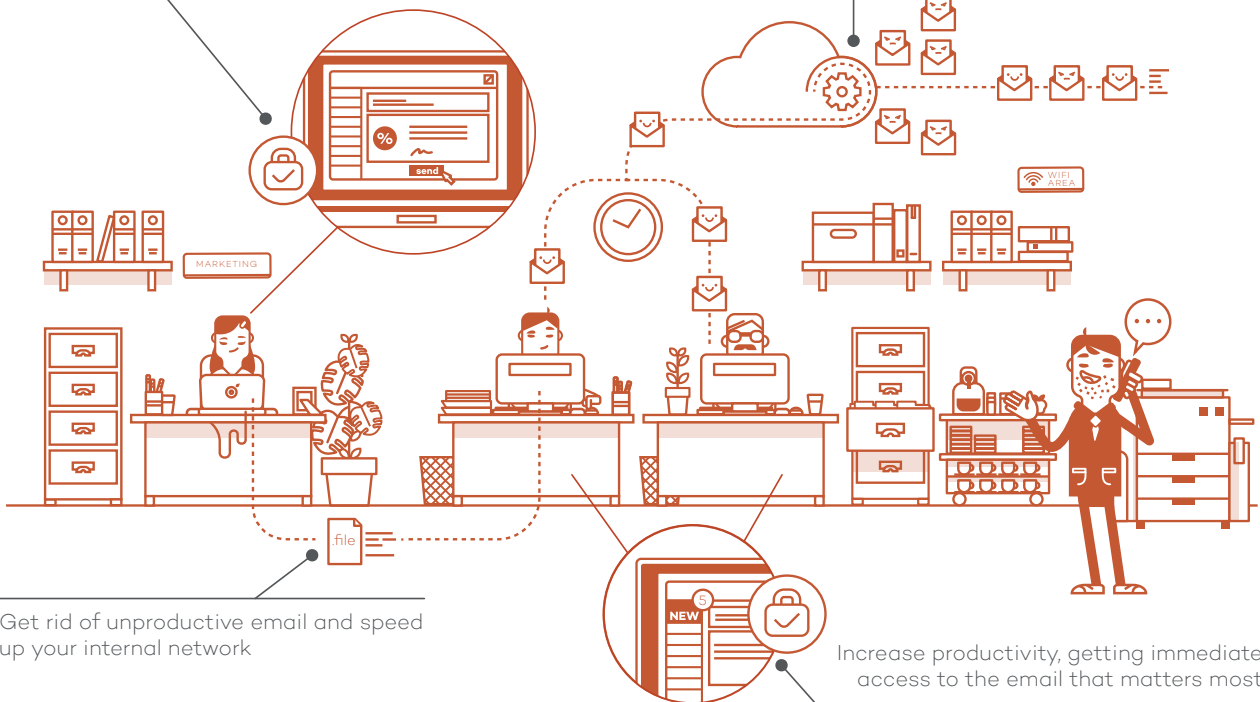 %
send
WIFI
AREA
MARKETING
.file
5
NEW
Get rid of unproductive email and speed
up your internal network
Increase productivity, getting immediate
access to the email that matters most